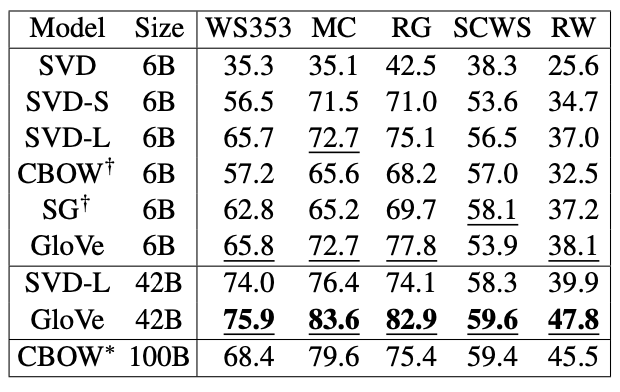 Model Size WS353 MC RG SCWS RW
SVD 6B 35.3 35.1 42.5 38.3 25.6
SVD-S 6B 56.5 71.5 71.0 53.6 34.7
SVD-L 6B 65.7 72.7 75.1 56.5 37.0
CBOW† 6B 57.2 65.6 68.2 57.0 32.5
SG† 6B 62.8 65.2 69.7 58.1 37.2
GloVe 6B 65.8 72.7 77.8 53.9 38.1
SVD-L 42B 74.0 76.4 74.1 58.3 39.9
GloVe 42B 75.9 83.6 82.9 59.6 47.8
CBOW* 100B 68.4 79.6 75.4 59.4 45.5